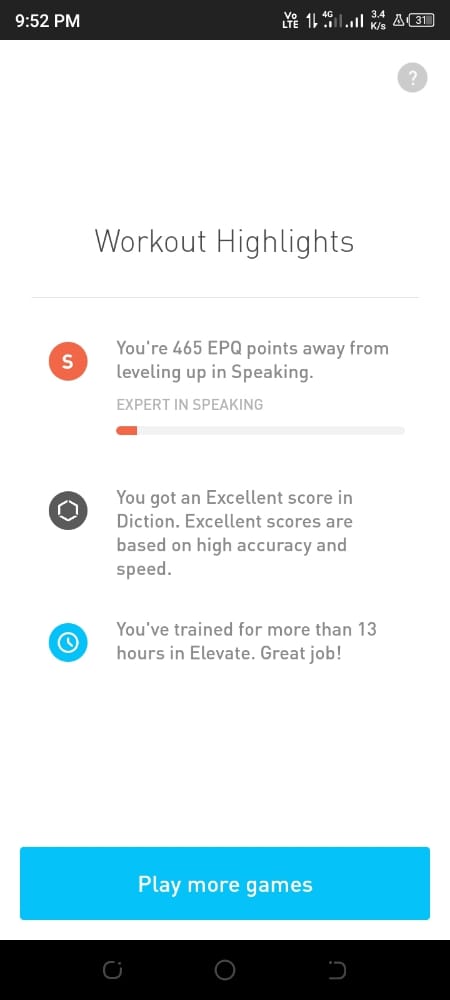 9:52 PM
Vo LTE 4G 3.4 K/s 31
?
Workout Highlights
S
You're 465 EPQ points away from
leveling up in Speaking.
EXPERT IN SPEAKING
You got an Excellent score in
Diction. Excellent scores are
based on high accuracy and
speed.
You've trained for more than 13
hours in Elevate. Great job!
Play more games